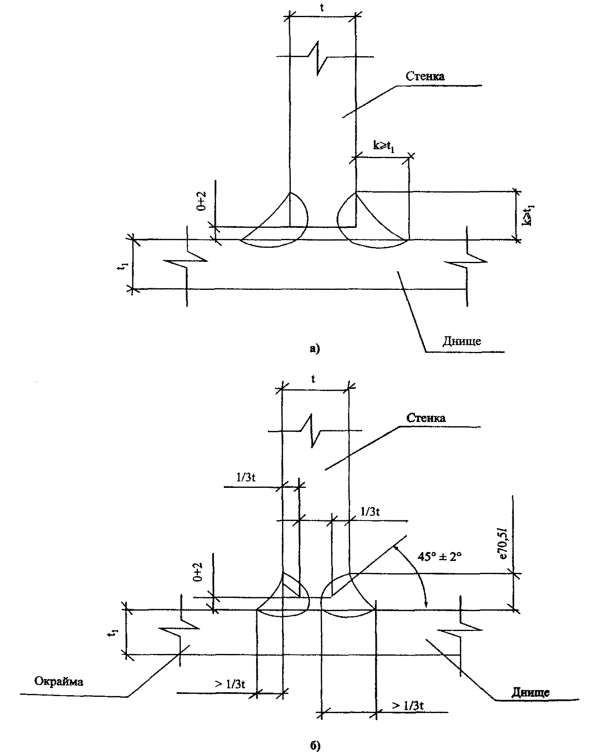 t
Стенка
k⩾t₁
0+2
k⩾t₁
t₁
Днище
а)
t
Стенка
1/3t
1/3t
45° ± 2°
e70,5l
0+2
t₁
Окрайма
> 1/3t
> 1/3t
Днище
б)